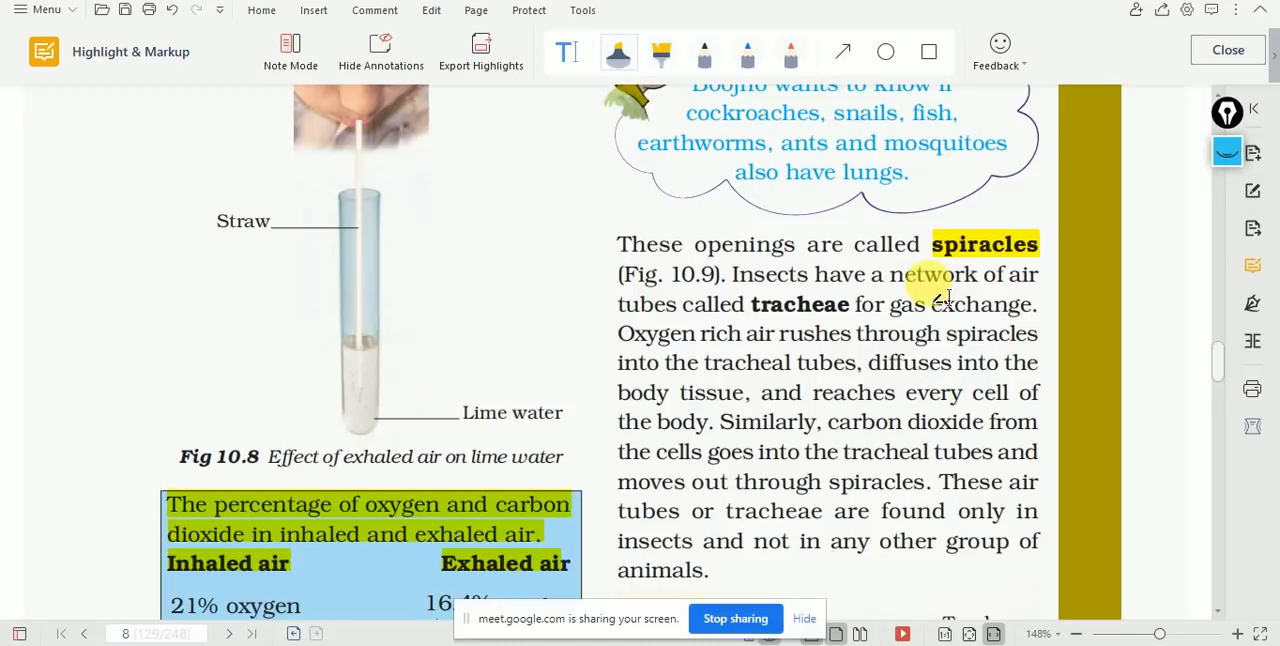 Menu
Home Insert Comment Edit Page Protect Tools
Highlight & Markup
Note Mode
Hide Annotations
Export Highlights
Feedback
Close
Straw
Lime water
Fig 10.8 Effect of exhaled air on lime water
The percentage of oxygen and carbon
dioxide in inhaled and exhaled air.
Inhaled air Exhaled air
21% oxygen
Boojho wants to know if
cockroaches, snails, fish,
earthworms, ants and mosquitoes
also have lungs.
These openings are called spiracles
(Fig. 10.9). Insects have a network of air
tubes called tracheae for gas exchange.
Oxygen rich air rushes through spiracles
into the tracheal tubes, diffuses into the
body tissue, and reaches every cell of
the body. Similarly, carbon dioxide from
the cells goes into the tracheal tubes and
moves out through spiracles. These air
tubes or tracheae are found only in
insects and not in any other group of
animals.
meet.google.com is sharing your screen. Stop sharing Hide
8 (129/248)
148%